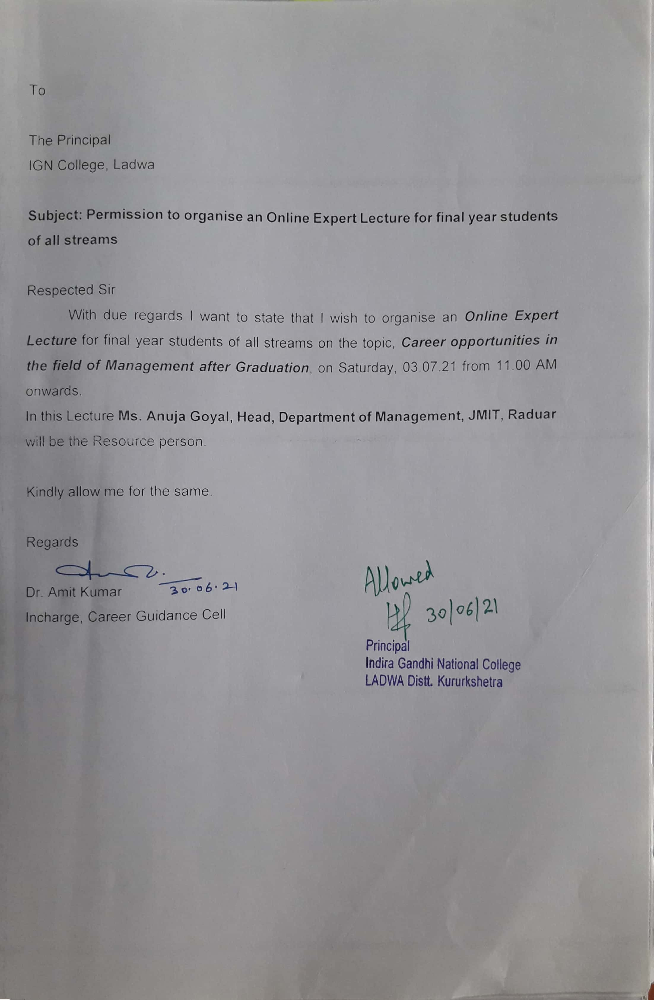 To
The Principal
IGN College, Ladwa
Subject: Permission to organise an Online Expert Lecture for final year students
of all streams
Respected Sir
With due regards I want to state that I wish to organise an Online Expert
Lecture for final year students of all streams on the topic, Career opportunities in
the field of Management after Graduation, on Saturday, 03.07.21 from 11.00 AM
onwards.
In this Lecture Ms. Anuja Goyal, Head, Department of Management, JMIT, Raduar
will be the Resource person.
Kindly allow me for the same.
Regards
30.06.21
Dr. Amit Kumar
Incharge, Career Guidance Cell
Allowed
30/06/21
Principal
Indira Gandhi National College
LADWA Distt. Kururkshetra